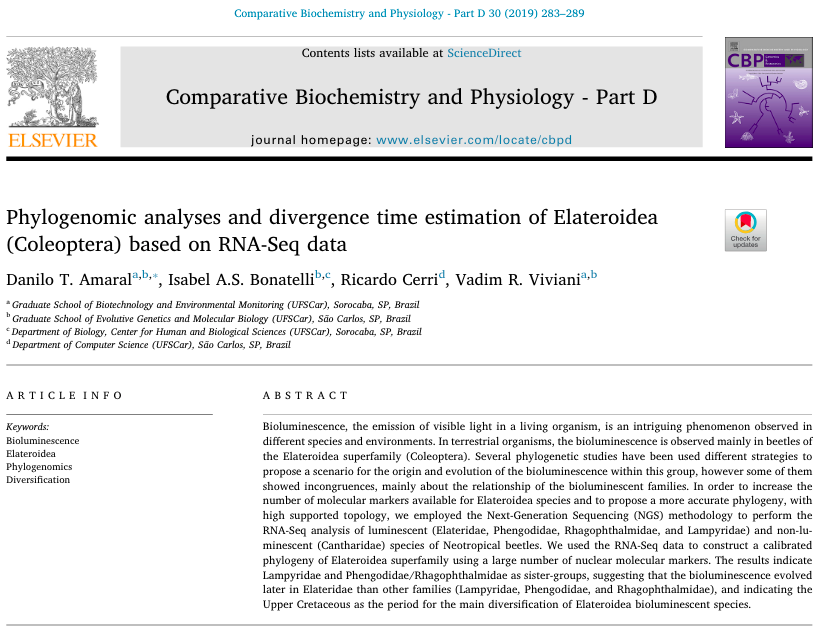 Comparative Biochemistry and Physiology - Part D 30 (2019) 283–289
Contents lists available at ScienceDirect
Comparative Biochemistry and Physiology - Part D
journal homepage: www.elsevier.com/locate/cbpd
ELSEVIER
CBP
Check for
updates
Phylogenomic analyses and divergence time estimation of Elateroidea
(Coleoptera) based on RNA-Seq data
Danilo T. Amaral^a,b,*, Isabel A.S. Bonatelli^b,c, Ricardo Cerri^d, Vadim R. Viviani^a,b
a Graduate School of Biotechnology and Environmental Monitoring (UFSCar), Sorocaba, SP, Brazil
b Graduate School of Evolutive Genetics and Molecular Biology (UFSCar), São Carlos, SP, Brazil
c Department of Biology, Center for Human and Biological Sciences (UFSCar), Sorocaba, SP, Brazil
d Department of Computer Science (UFSCar), São Carlos, SP, Brazil
ARTICLE INFO
Keywords:
Bioluminescence
Elateroidea
Phylogenomics
Diversification
ABSTRACT
Bioluminescence, the emission of visible light in a living organism, is an intriguing phenomenon observed in
different species and environments. In terrestrial organisms, the bioluminescence is observed mainly in beetles of
the Elateroidea superfamily (Coleoptera). Several phylogenetic studies have been used different strategies to
propose a scenario for the origin and evolution of the bioluminescence within this group, however some of them
showed incongruences, mainly about the relationship of the bioluminescent families. In order to increase the
number of molecular markers available for Elateroidea species and to propose a more accurate phylogeny, with
high supported topology, we employed the Next-Generation Sequencing (NGS) methodology to perform the
RNA-Seq analysis of luminescent (Elateridae, Phengodidae, Rhagophthalmidae, and Lampyridae) and non-lu-
minescent (Cantharidae) species of Neotropical beetles. We used the RNA-Seq data to construct a calibrated
phylogeny of Elateroidea superfamily using a large number of nuclear molecular markers. The results indicate
Lampyridae and Phengodidae/Rhagophthalmidae as sister-groups, suggesting that the bioluminescence evolved
later in Elateridae than other families (Lampyridae, Phengodidae, and Rhagophthalmidae), and indicating the
Upper Cretaceous as the period for the main diversification of Elateroidea bioluminescent species.